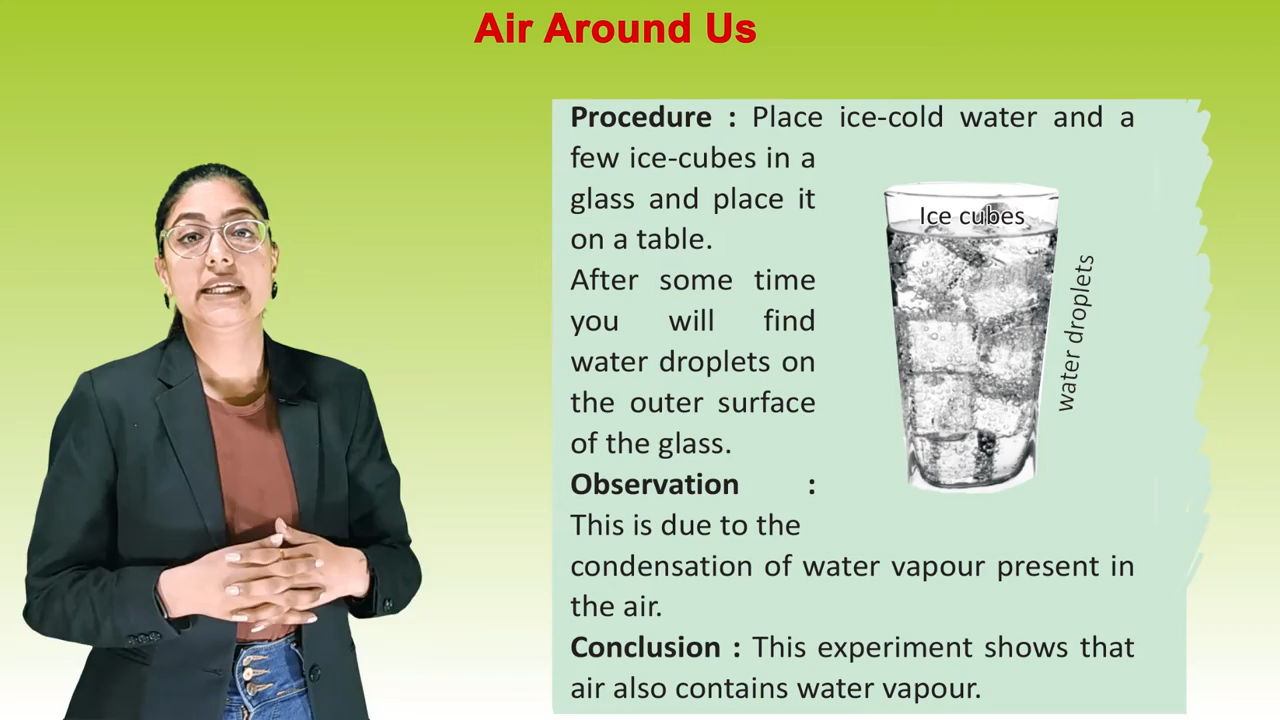 Air Around Us
Procedure : Place ice-cold water and a
few ice-cubes in a
glass and place it
on a table.
After some time
you will find
water droplets on
the outer surface
of the glass.
Observation :
This is due to the
condensation of water vapour present in
the air.
Conclusion : This experiment shows that
air also contains water vapour.
Ice cubes
water droplets